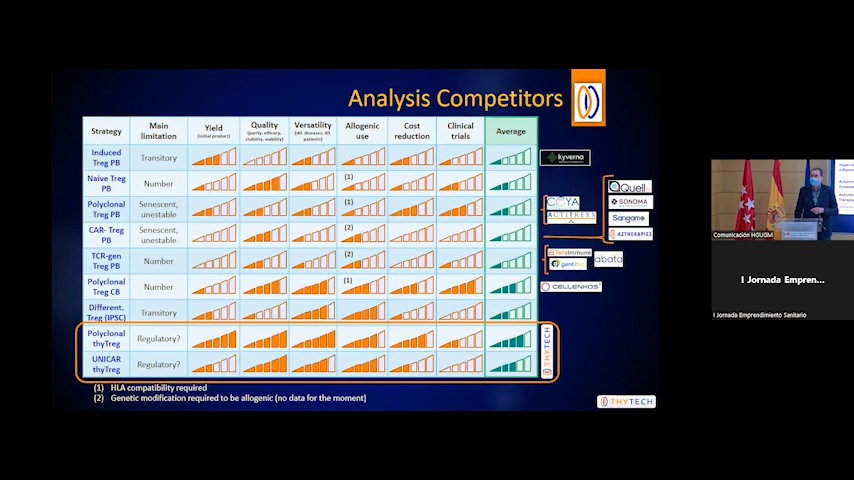 Analysis Competitors
Strategy
Main limitation
Yield (initial product)
Quality (purity, efficacy, stability, viability)
Versatility (dif. diseases, dif. patients)
Allogenic use
Cost reduction
Clinical trials
Average
Induced Treg PB
Transitory
kyverna
Naive Treg PB
Number
(1)
Quell
Polyclonal Treg PB
Senescent, unestable
(1)
COYA
ACTITREXX
SONOMA
Sangamo
CAR- Treg PB
Senescent, unestable
(2)
AZTHERAPIES
TCR-gen Treg PB
Number
(2)
TeraImmune
gentibio
abata
Polyclonal Treg CB
Number
(1)
CELLENKOS
Different. Treg (IPSC)
Transitory
Polyclonal thyTreg
Regulatory?
UNICAR thyTreg
Regulatory?
THYTECH
(1) HLA compatibility required
(2) Genetic modification required to be allogenic (no data for the moment)
THYTECH
Comunicación HGUGM
I Jornada Empren...
I Jornada Emprendimiento Sanitario